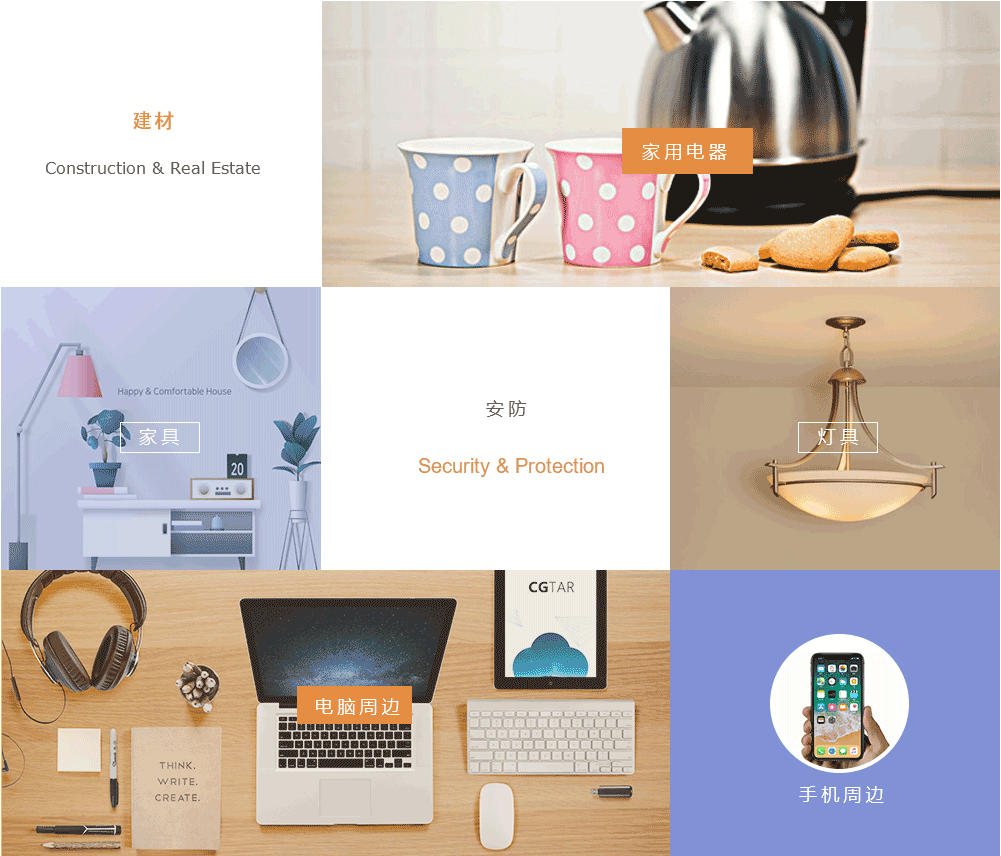 建材
Construction & Real Estate
家用电器
Happy & Comfortable House
家具
20
安防
Security & Protection
灯具
CGTAR
电脑周边
THINK.
WRITE.
CREATE.
手机周边